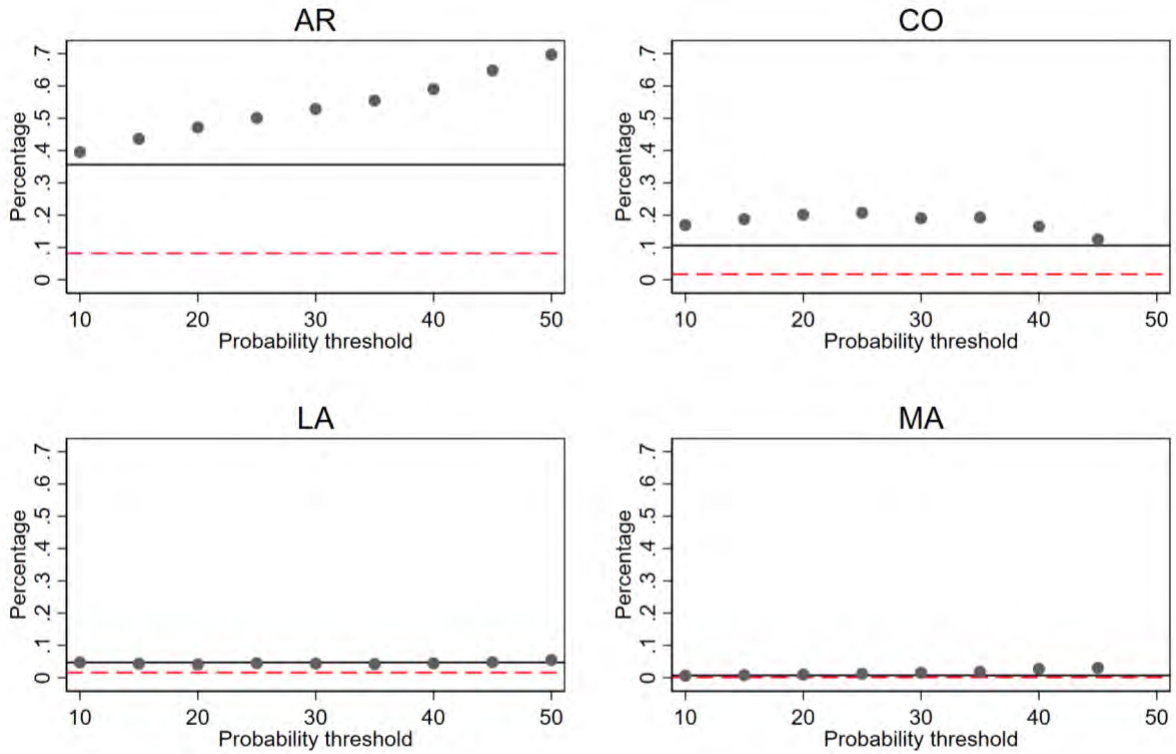 AR
Percentage
.7
.6
.5
.4
.3
.2
.1
0
10 20 30 40 50
Probability threshold
CO
Percentage
.7
.6
.5
.4
.3
.2
.1
0
10 20 30 40 50
Probability threshold
LA
Percentage
.7
.6
.5
.4
.3
.2
.1
0
10 20 30 40 50
Probability threshold
MA
Percentage
.7
.6
.5
.4
.3
.2
.1
0
10 20 30 40 50
Probability threshold